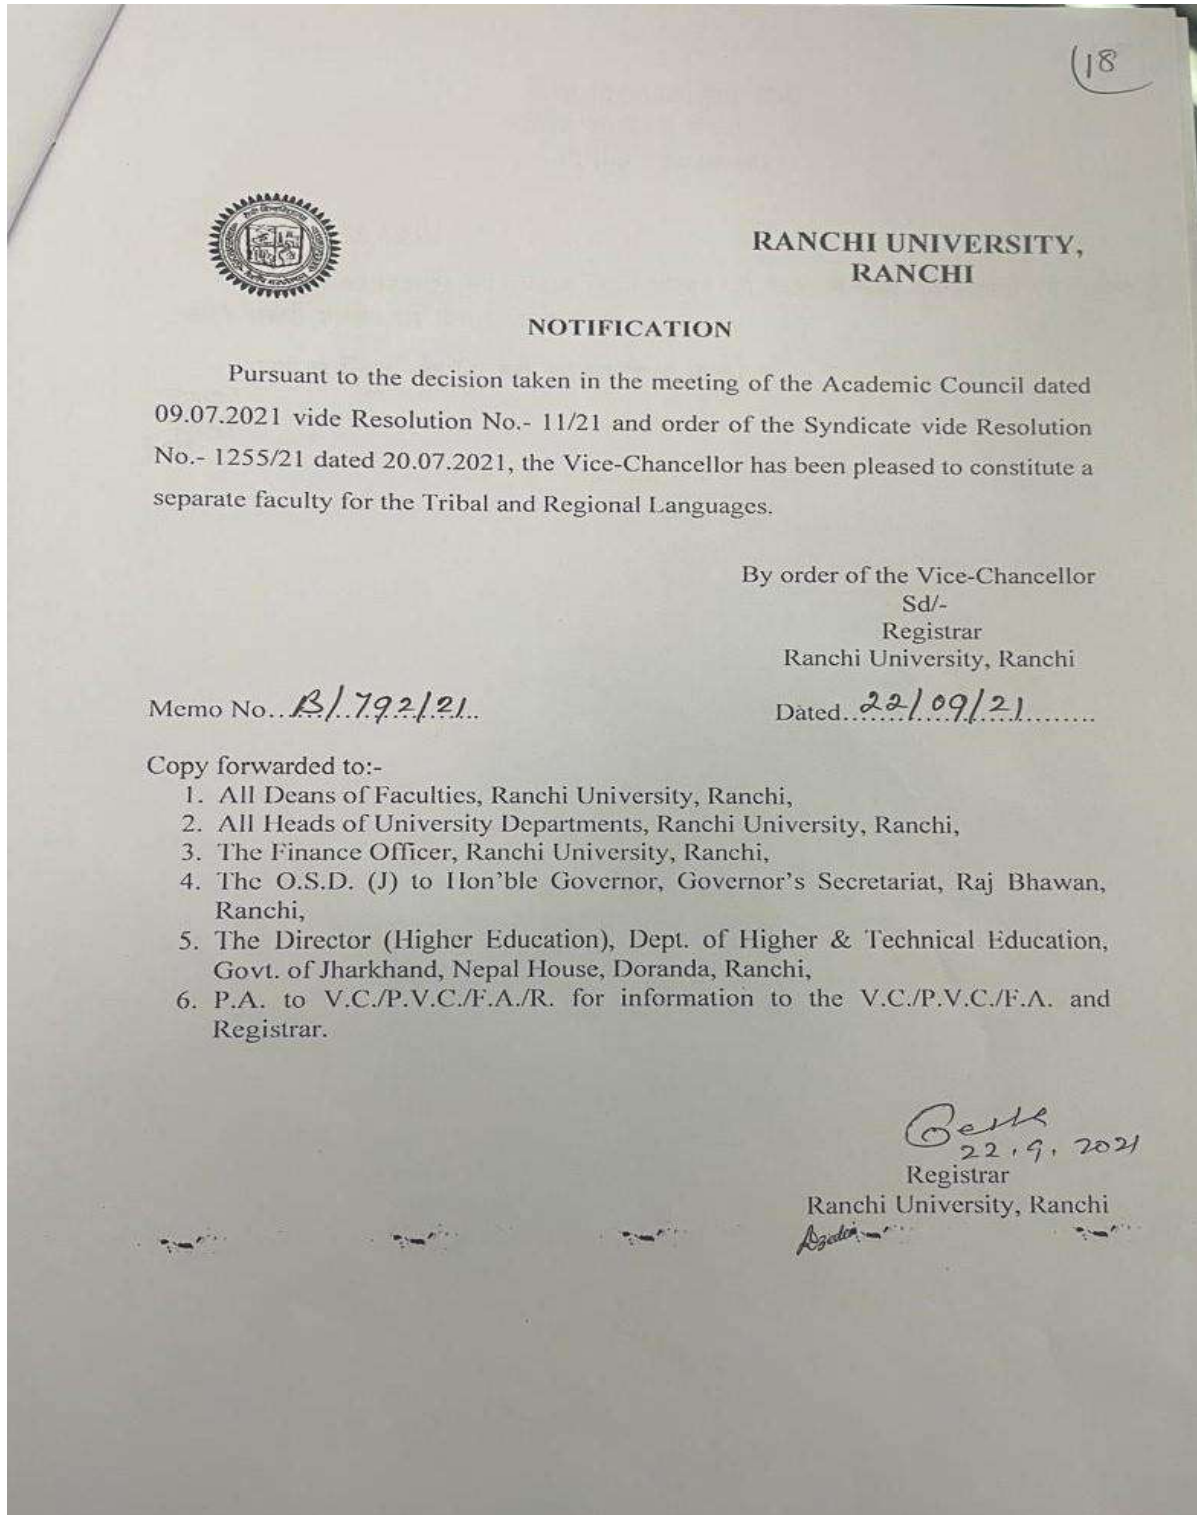 18
RANCHI UNIVERSITY,
RANCHI
NOTIFICATION
Pursuant to the decision taken in the meeting of the Academic Council dated
09.07.2021 vide Resolution No.- 11/21 and order of the Syndicate vide Resolution
No.- 1255/21 dated 20.07.2021, the Vice-Chancellor has been pleased to constitute a
separate faculty for the Tribal and Regional Languages.
By order of the Vice-Chancellor
Sd/-
Registrar
Ranchi University, Ranchi
Memo No...B/.792/21..
Dated..22/09/21.........
Copy forwarded to:-
1. All Deans of Faculties, Ranchi University, Ranchi,
2. All Heads of University Departments, Ranchi University, Ranchi,
3. The Finance Officer, Ranchi University, Ranchi,
4. The O.S.D. (J) to Hon'ble Governor, Governor's Secretariat, Raj Bhawan,
Ranchi,
5. The Director (Higher Education), Dept. of Higher & Technical Education,
Govt. of Jharkhand, Nepal House, Doranda, Ranchi,
6. P.A. to V.C./P.V.C./F.A./R. for information to the V.C./P.V.C./F.A. and
Registrar.
22.9.2021
Registrar
Ranchi University, Ranchi